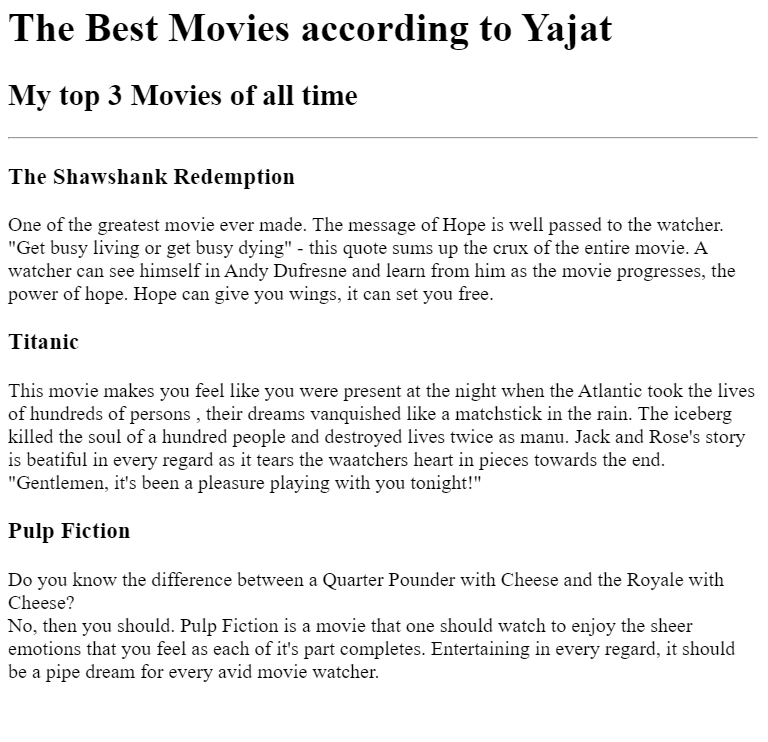 The Best Movies according to Yajat
My top 3 Movies of all time
The Shawshank Redemption
One of the greatest movie ever made. The message of Hope is well passed to the watcher.
"Get busy living or get busy dying" - this quote sums up the crux of the entire movie. A
watcher can see himself in Andy Dufresne and learn from him as the movie progresses, the
power of hope. Hope can give you wings, it can set you free.
Titanic
This movie makes you feel like you were present at the night when the Atlantic took the lives
of hundreds of persons , their dreams vanquished like a matchstick in the rain. The iceberg
killed the soul of a hundred people and destroyed lives twice as manu. Jack and Rose's story
is beatiful in every regard as it tears the waatchers heart in pieces towards the end.
"Gentlemen, it's been a pleasure playing with you tonight!"
Pulp Fiction
Do you know the difference between a Quarter Pounder with Cheese and the Royale with
Cheese?
No, then you should. Pulp Fiction is a movie that one should watch to enjoy the sheer
emotions that you feel as each of it's part completes. Entertaining in every regard, it should
be a pipe dream for every avid movie watcher.